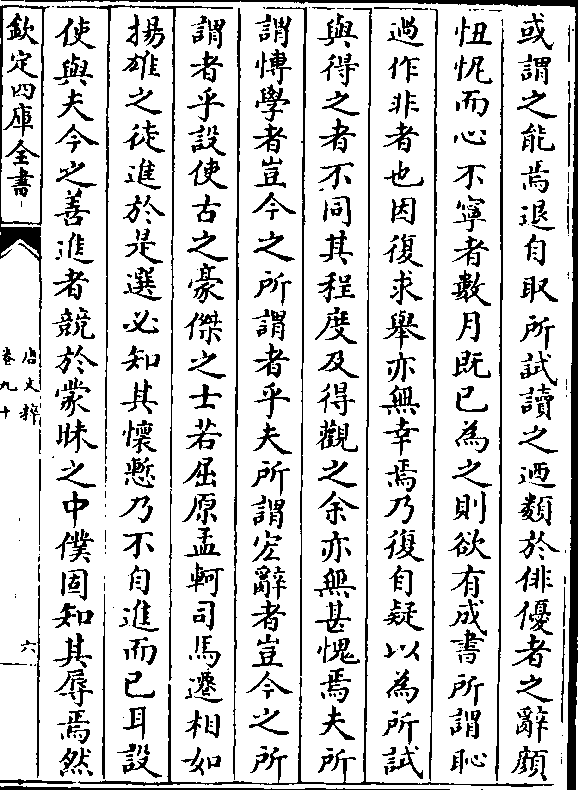 或謂之能焉退自取所試讀之迺類於俳優者之辭顔
忸怩而心不寧者數月既已為之則欲有成書所謂恥
過作非者也因復求舉亦無幸焉乃復自疑以為所試
與得之者不同其程度及得觀之余亦無甚愧焉夫所
謂愽學者豈今之所謂者乎夫所謂宏辭者豈今之所
謂者乎設使古之豪傑之士若屈原孟軻司馬遷相如
揚雄之徒進於是選必知其懷慙乃不自進而已耳設
使與夫今之善進者競於蒙昧之中僕固知其辱焉然
欽定四庫全書
唐文粹
卷九十
六